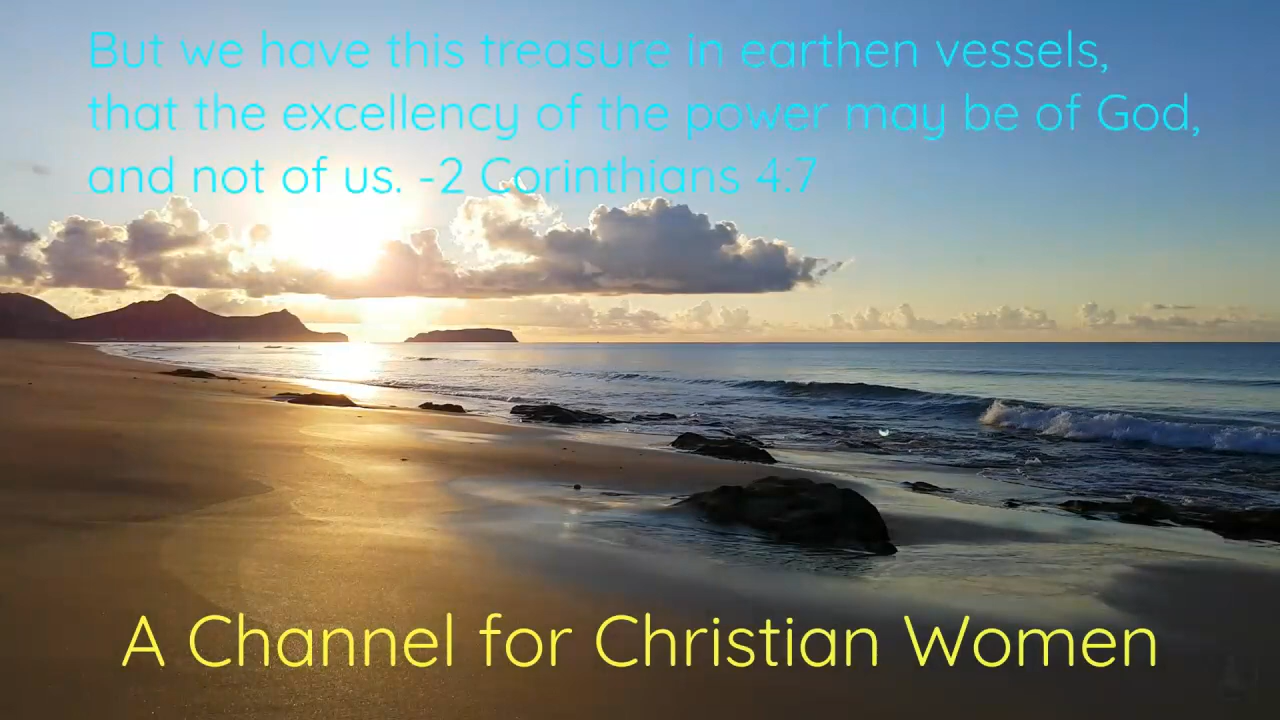 But we have this treasure in earthen vessels,
that the excellency of the power may be of God,
and not of us. -2 Corinthians 4:7
A Channel for Christian Women